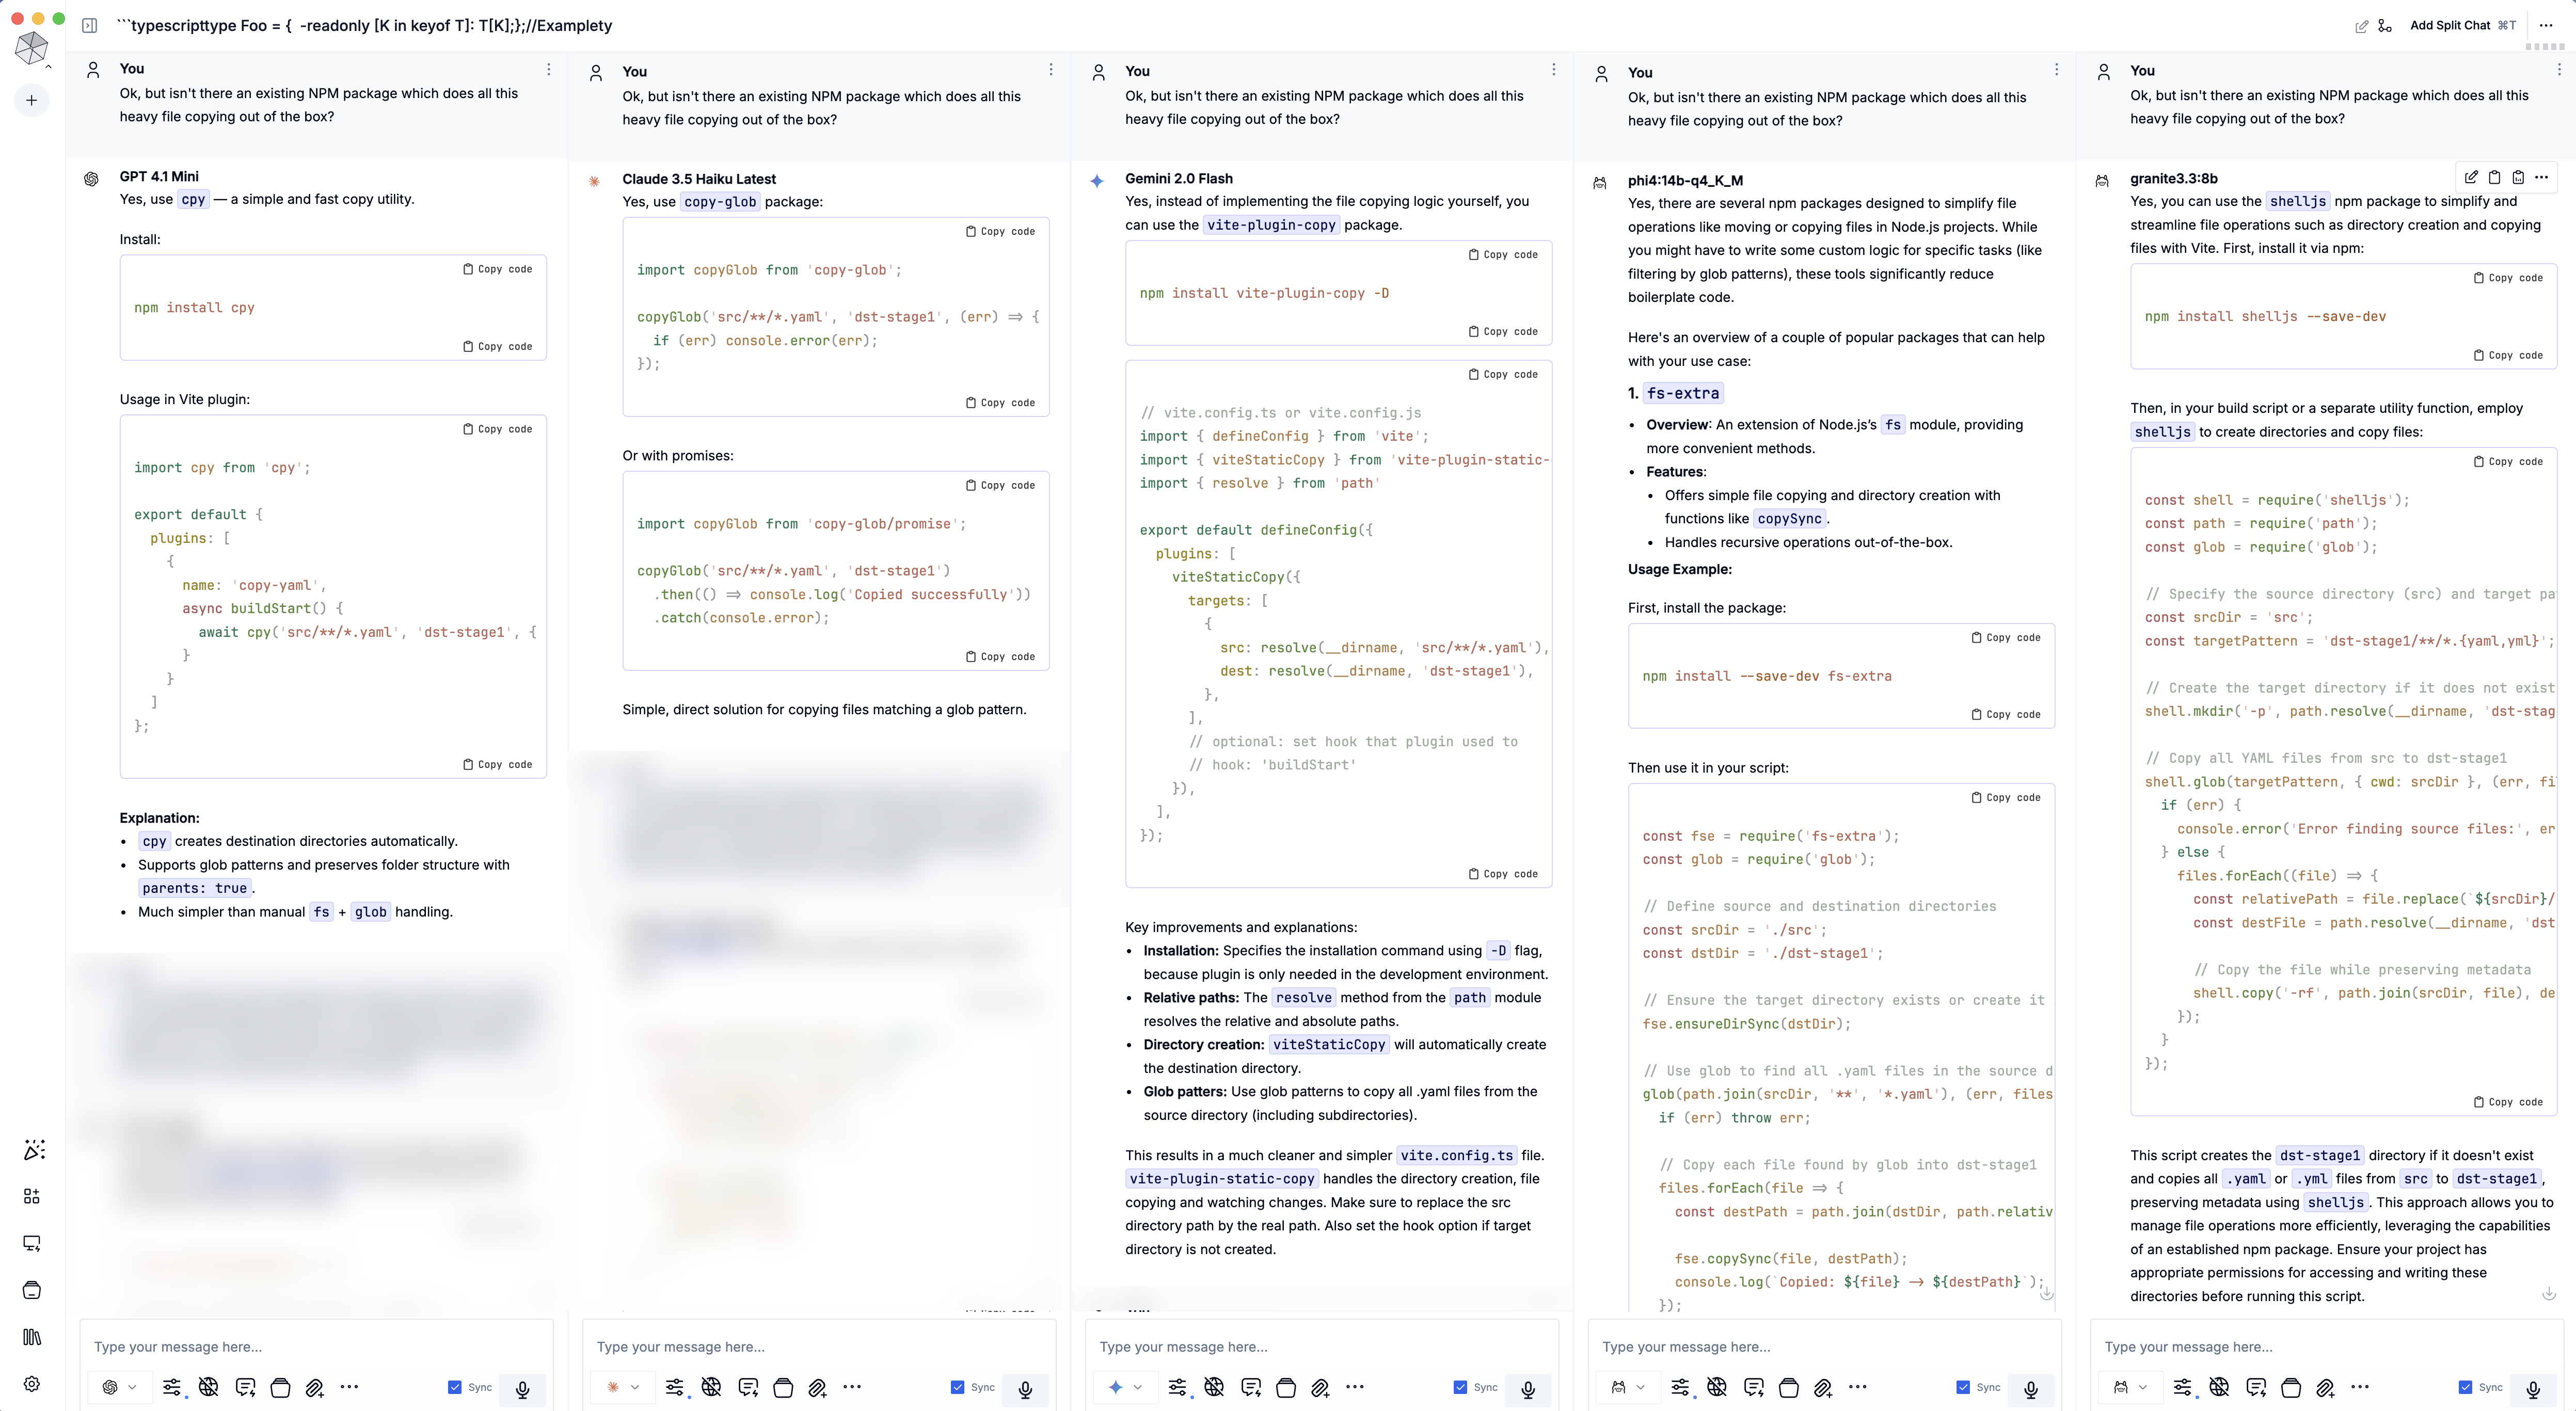 ```typescripttype Foo = {  -readonly [K in keyof T]: T[K];};//Examplety
Add Split Chat ⌘T
You
Ok, but isn't there an existing NPM package which does all this
heavy file copying out of the box?
GPT 4.1 Mini
Yes, use cpy — a simple and fast copy utility.
Install:
Copy code
npm install cpy
Copy code
Usage in Vite plugin:
Copy code
import cpy from 'cpy';
export default {
  plugins: [
    {
      name: 'copy-yaml',
      async buildStart() {
        await cpy('src/**/*.yaml', 'dst-stage1', {
      }
    }
  ]
};
Copy code
Explanation:
• cpy creates destination directories automatically.
• Supports glob patterns and preserves folder structure with
parents: true.
• Much simpler than manual fs + glob handling.
Type your message here...
Sync
You
Ok, but isn't there an existing NPM package which does all this
heavy file copying out of the box?
Claude 3.5 Haiku Latest
Yes, use copy-glob package:
Copy code
import copyGlob from 'copy-glob';
copyGlob('src/**/*.yaml', 'dst-stage1', (err) => {
  if (err) console.error(err);
});
Copy code
Or with promises:
Copy code
import copyGlob from 'copy-glob/promise';
copyGlob('src/**/*.yaml', 'dst-stage1')
  .then(() => console.log('Copied successfully'))
  .catch(console.error);
Copy code
Simple, direct solution for copying files matching a glob pattern.
Type your message here...
Sync
You
Ok, but isn't there an existing NPM package which does all this
heavy file copying out of the box?
Gemini 2.0 Flash
Yes, instead of implementing the file copying logic yourself, you
can use the vite-plugin-copy package.
Copy code
npm install vite-plugin-copy -D
Copy code
Copy code
// vite.config.ts or vite.config.js
import { defineConfig } from 'vite';
import { viteStaticCopy } from 'vite-plugin-static-
import { resolve } from 'path'
export default defineConfig({
  plugins: [
    viteStaticCopy({
      targets: [
        {
          src: resolve(__dirname, 'src/**/*.yaml'),
          dest: resolve(__dirname, 'dst-stage1'),
        },
      ],
      // optional: set hook that plugin used to
      // hook: 'buildStart'
    }),
  ],
});
Copy code
Key improvements and explanations:
• Installation: Specifies the installation command using -D flag,
because plugin is only needed in the development environment.
• Relative paths: The resolve method from the path module
resolves the relative and absolute paths.
• Directory creation: viteStaticCopy will automatically create
the destination directory.
• Glob patters: Use glob patterns to copy all .yaml files from the
source directory (including subdirectories).
This results in a much cleaner and simpler vite.config.ts file.
vite-plugin-static-copy handles the directory creation, file
copying and watching changes. Make sure to replace the src
directory path by the real path. Also set the hook option if target
directory is not created.
Type your message here...
Sync
You
Ok, but isn't there an existing NPM package which does all this
heavy file copying out of the box?
phi4:14b-q4_K_M
Yes, there are several npm packages designed to simplify file
operations like moving or copying files in Node.js projects. While
you might have to write some custom logic for specific tasks (like
filtering by glob patterns), these tools significantly reduce
boilerplate code.
Here's an overview of a couple of popular packages that can help
with your use case:
1. fs-extra
• Overview: An extension of Node.js’s fs module, providing
more convenient methods.
• Features:
• Offers simple file copying and directory creation with
functions like copySync.
• Handles recursive operations out-of-the-box.
Usage Example:
First, install the package:
Copy code
npm install --save-dev fs-extra
Copy code
Then use it in your script:
Copy code
const fse = require('fs-extra');
const glob = require('glob');
// Define source and destination directories
const srcDir = './src';
const dstDir = './dst-stage1';
// Ensure the target directory exists or create it
fse.ensureDirSync(dstDir);
// Use glob to find all .yaml files in the source d
glob(path.join(srcDir, '**', '*.yaml'), (err, files
  if (err) throw err;
  // Copy each file found by glob into dst-stage1
  files.forEach(file => {
    const destPath = path.join(dstDir, path.relativ
    fse.copySync(file, destPath);
    console.log(`Copied: ${file} -> ${destPath}`);
  });
Type your message here...
Sync
You
Ok, but isn't there an existing NPM package which does all this
heavy file copying out of the box?
granite3.3:8b
Yes, you can use the shelljs npm package to simplify and
streamline file operations such as directory creation and copying
files with Vite. First, install it via npm:
Copy code
npm install shelljs --save-dev
Copy code
Then, in your build script or a separate utility function, employ
shelljs to create directories and copy files:
Copy code
const shell = require('shelljs');
const path = require('path');
const glob = require('glob');
// Specify the source directory (src) and target pa
const srcDir = 'src';
const targetPattern = 'dst-stage1/**/*.{yaml,yml}';
// Create the target directory if it does not exist
shell.mkdir('-p', path.resolve(__dirname, 'dst-stag
// Copy all YAML files from src to dst-stage1
shell.glob(targetPattern, { cwd: srcDir }, (err, fi
  if (err) {
    console.error('Error finding source files:', er
  } else {
    files.forEach((file) => {
      const relativePath = file.replace(`${srcDir}/
      const destFile = path.resolve(__dirname, 'dst
      // Copy the file while preserving metadata
      shell.copy('-rf', path.join(srcDir, file), de
    });
  }
});
Copy code
This script creates the dst-stage1 directory if it doesn't exist
and copies all .yaml or .yml files from src to dst-stage1,
preserving metadata using shelljs. This approach allows you to
manage file operations more efficiently, leveraging the capabilities
of an established npm package. Ensure your project has
appropriate permissions for accessing and writing these
directories before running this script.
Type your message here...
Sync